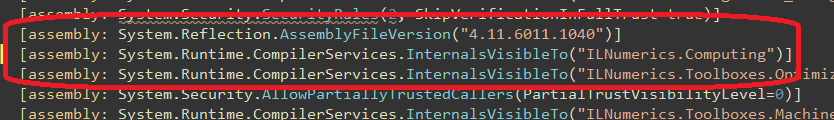 [assembly: System.Security.SecurityRules(2, SkipVerificationInFullTrust=true)]
[assembly: System.Reflection.AssemblyFileVersion("4.11.6011.1040")]
[assembly: System.Runtime.CompilerServices.InternalsVisibleTo("ILNumerics.Computing")]
[assembly: System.Runtime.CompilerServices.InternalsVisibleTo("ILNumerics.Toolboxes.Optimiz
[assembly: System.Security.AllowPartiallyTrustedCallers(PartialTrustVisibilityLevel=0)]
[assembly: System.Runtime.CompilerServices.InternalsVisibleTo("ILNumerics.Toolboxes.Machine